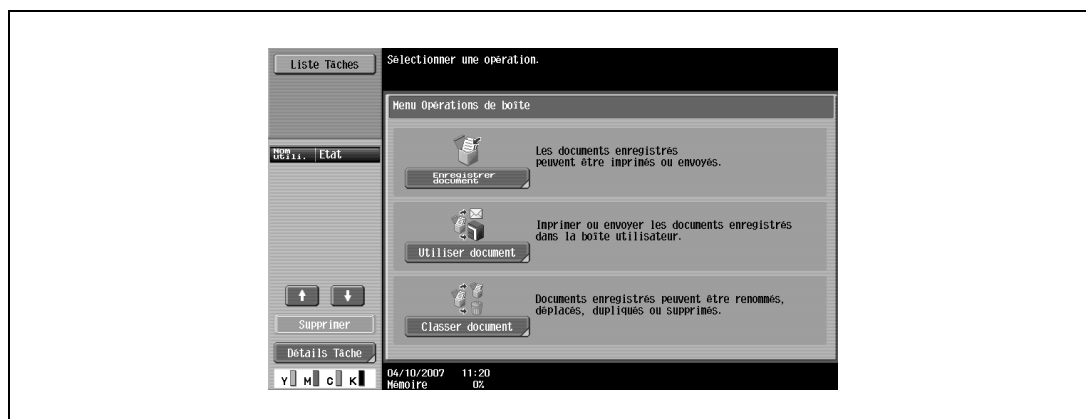 Liste Tâches
Sélectionner une opération.
Menu Opérations de boîte
Nom utili.
Etat
Les documents enregistrés
peuvent être imprimés ou envoyés.
Enregistrer
document
Imprimer ou envoyer les documents enregistrés
dans la boîte utilisateur.
Utiliser document
Documents enregistrés peuvent être renommés,
déplacés, dupliqués ou supprimés.
Classer document
Supprimer
Détails Tâche
Y M C K
04/10/2007 11:20
Mémoire 0%